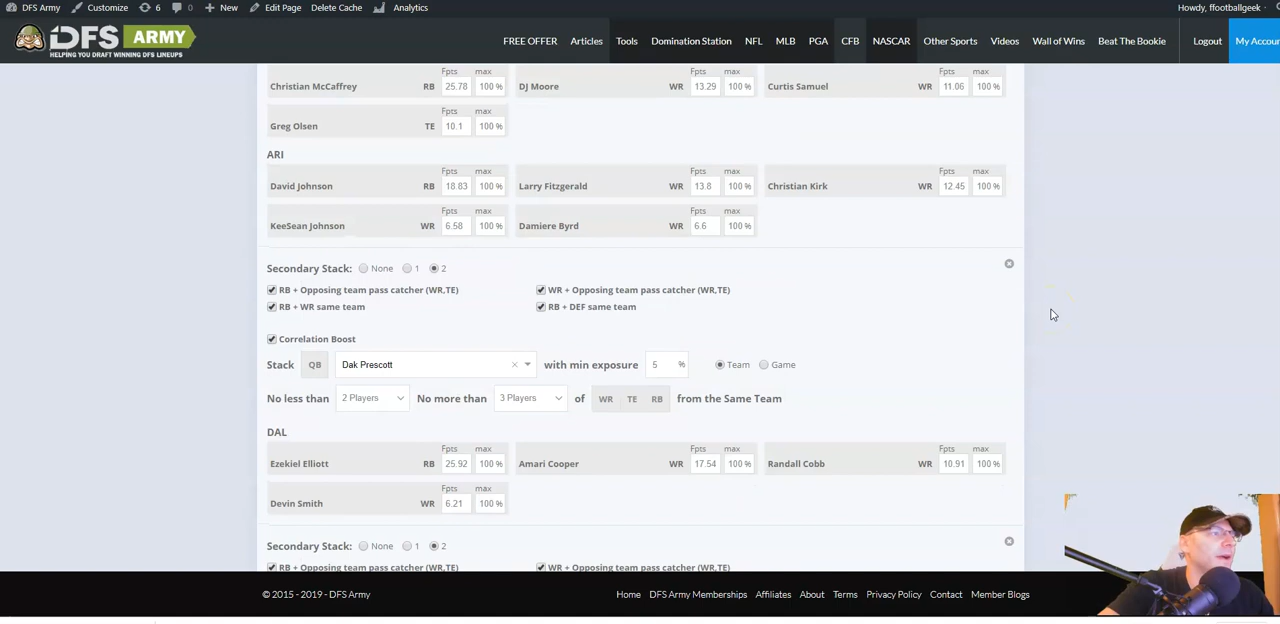 DFS Army Customize 6 0 New Edit Page Delete Cache Analytics Howdy, ffootballgeek
DFS ARMY
HELPING YOU DRAFT WINNING DFS LINEUPS
FREE OFFER Articles Tools Domination Station NFL MLB PGA CFB NASCAR Other Sports Videos Wall of Wins Beat The Bookie Logout My Accoun
Fpts max Fpts max Fpts max
Christian McCaffrey RB 25.78 100 % DJ Moore WR 13.29 100 % Curtis Samuel WR 11.06 100 %
Fpts max
Greg Olsen TE 10.1 100 %
ARI
Fpts max Fpts max Fpts max
David Johnson RB 18.83 100 % Larry Fitzgerald WR 13.8 100 % Christian Kirk WR 12.45 100 %
Fpts max Fpts max
KeeSean Johnson WR 6.58 100 % Damiere Byrd WR 6.6 100 %
Secondary Stack: None 1 2
RB + Opposing team pass catcher (WR,TE) WR + Opposing team pass catcher (WR,TE)
RB + WR same team RB + DEF same team
Correlation Boost
Stack QB Dak Prescott × with min exposure 5 % Team Game
No less than 2 Players No more than 3 Players of WR TE RB from the Same Team
DAL
Fpts max Fpts max Fpts max
Ezekiel Elliott RB 25.92 100 % Amari Cooper WR 17.54 100 % Randall Cobb WR 10.91 100 %
Fpts max
Devin Smith WR 6.21 100 %
Secondary Stack: None 1 2
RB + Opposing team pass catcher (WR,TE) WR + Opposing team pass catcher (WR,TE)
© 2015 - 2019 - DFS Army Home DFS Army Memberships Affiliates About Terms Privacy Policy Contact Member Blogs